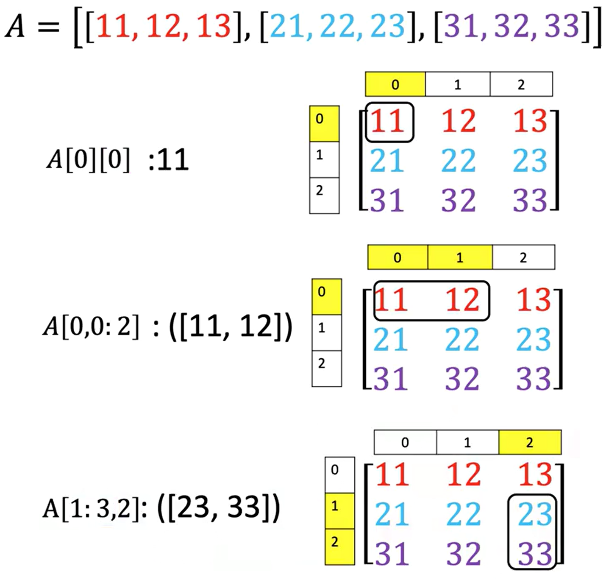 A = [[11, 12, 13], [21, 22, 23], [31, 32, 33]]
0 1 2
A[0][0] :11
0 11 12 13
1 21 22 23
2 31 32 33
0 1 2
A[0,0: 2] : ([11, 12])
0 11 12 13
1 21 22 23
2 31 32 33
0 1 2
A[1: 3,2]: ([23, 33])
0 11 12 13
1 21 22 23
2 31 32 33